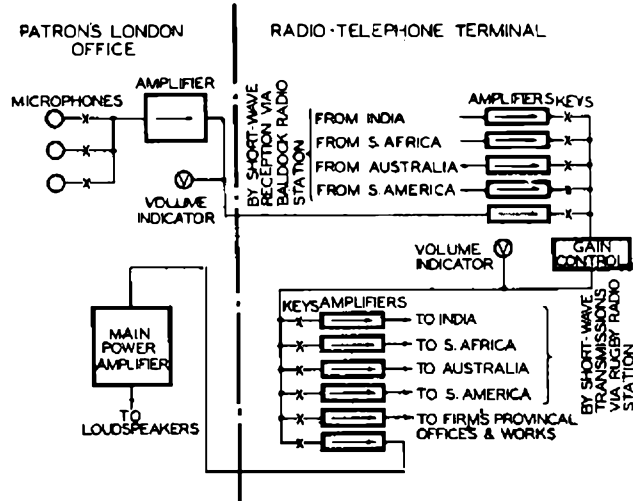 PATRON'S LONDON
OFFICE
RADIO-TELEPHONE TERMINAL
MICROPHONES
AMPLIFIER
V
VOLUME
INDICATOR
BY SHORT-WAVE
RECEPTION VIA
BALDOCK RADIO
STATION
AMPLIFIERS KEYS
FROM INDIA
FROM S. AFRICA
FROM AUSTRALIA
FROM S. AMERICA
VOLUME
INDICATOR
V
GAIN
CONTROL
KEYS AMPLIFIERS
TO INDIA
TO S. AFRICA
TO AUSTRALIA
TO S. AMERICA
TO FIRM'S PROVINCAL
OFFICES & WORKS
BY SHORT-WAVE
TRANSMISSIONS
VIA RUGBY RADIO
STATION
MAIN
POWER
AMPLIFIER
TO
LOUDSPEAKERS